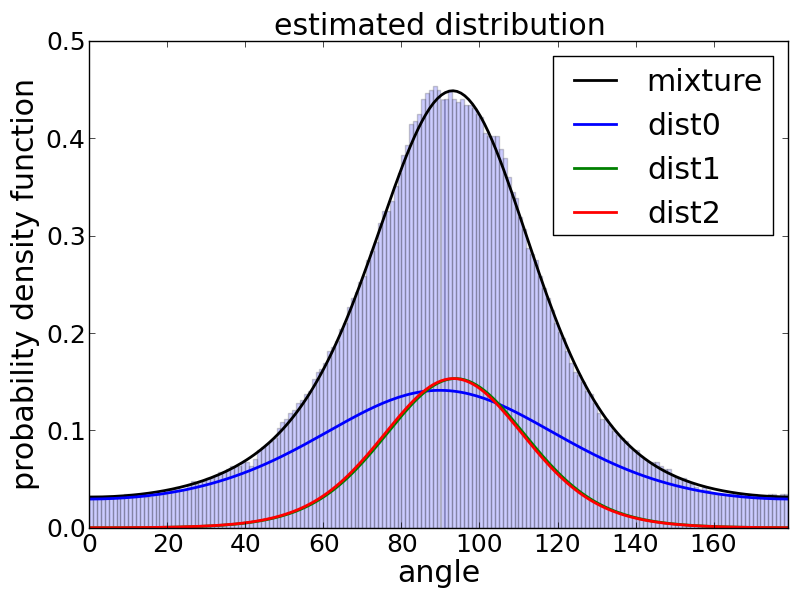 estimated distribution
probability density function
0.5
0.4
0.3
0.2
0.1
0.0
mixture
dist0
dist1
dist2
0 20 40 60 80 100 120 140 160
angle